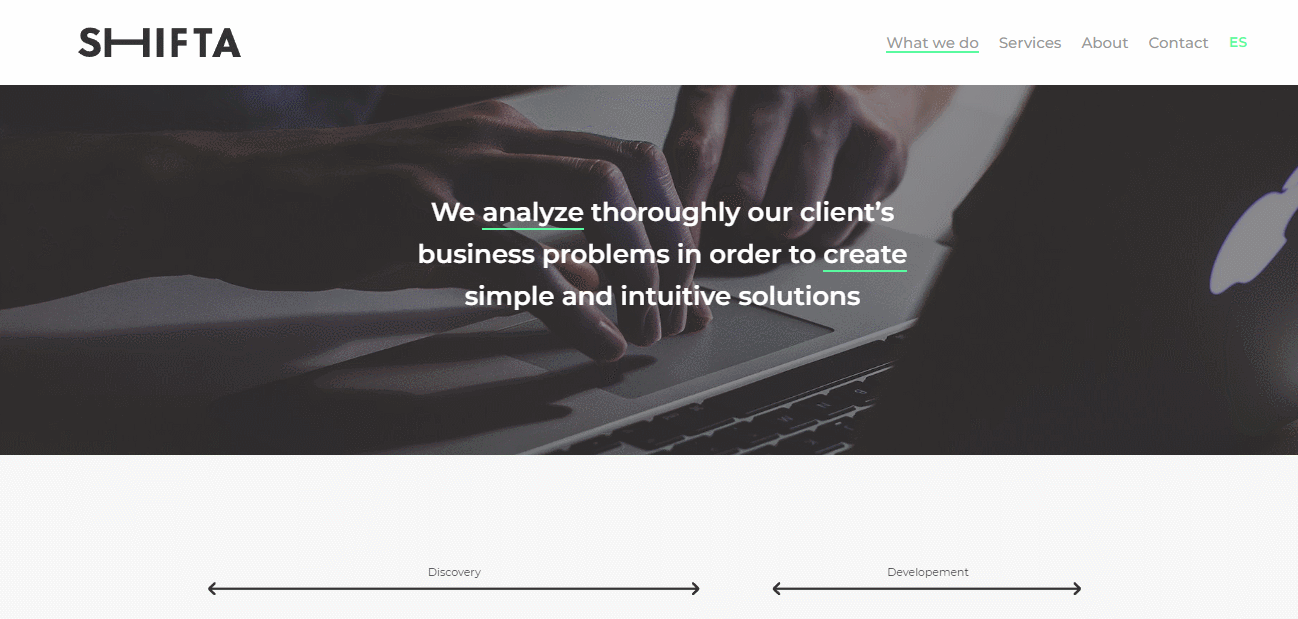 SHIFTA
What we do Services About Contact ES
We analyze thoroughly our client’s
business problems in order to create
simple and intuitive solutions
Discovery Developement